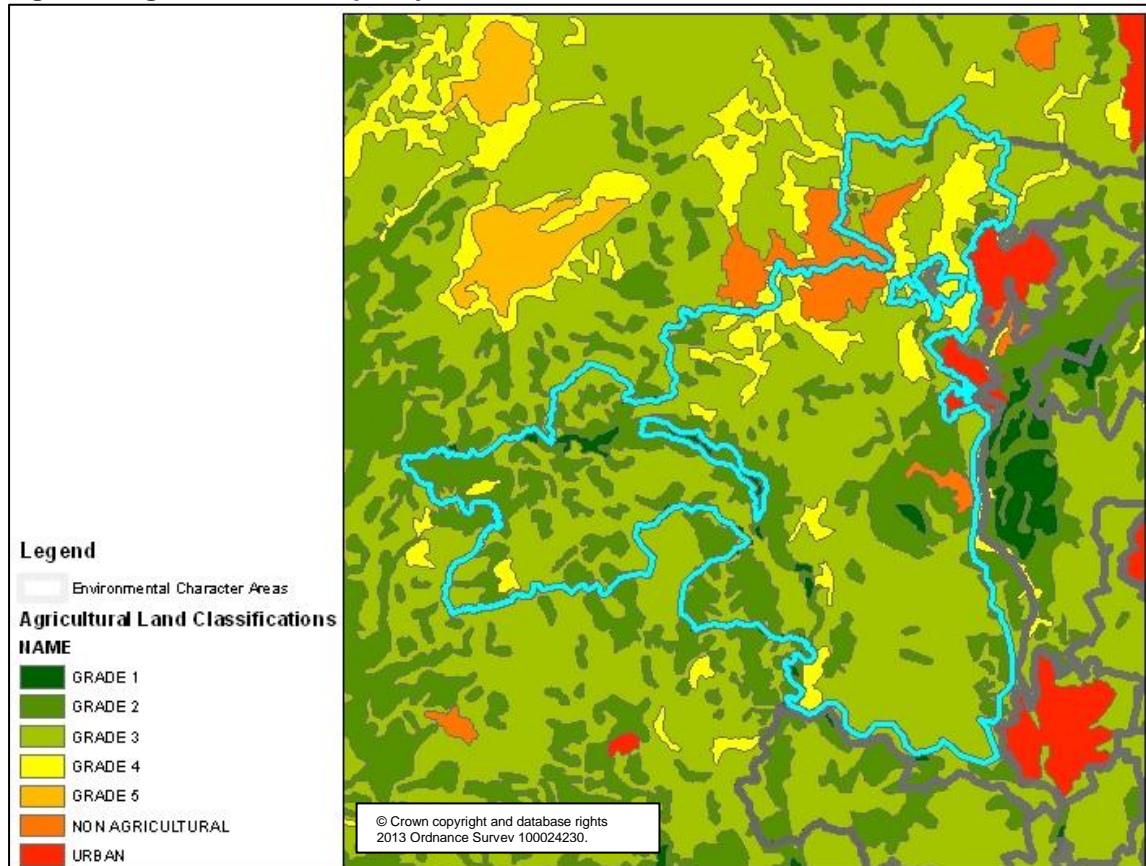 Legend
Environmental Character Areas
Agricultural Land Classifications
NAME
GRADE 1
GRADE 2
GRADE 3
GRADE 4
GRADE 5
NON AGRICULTURAL
URBAN
© Crown copyright and database rights
2013 Ordnance Survey 100024230.